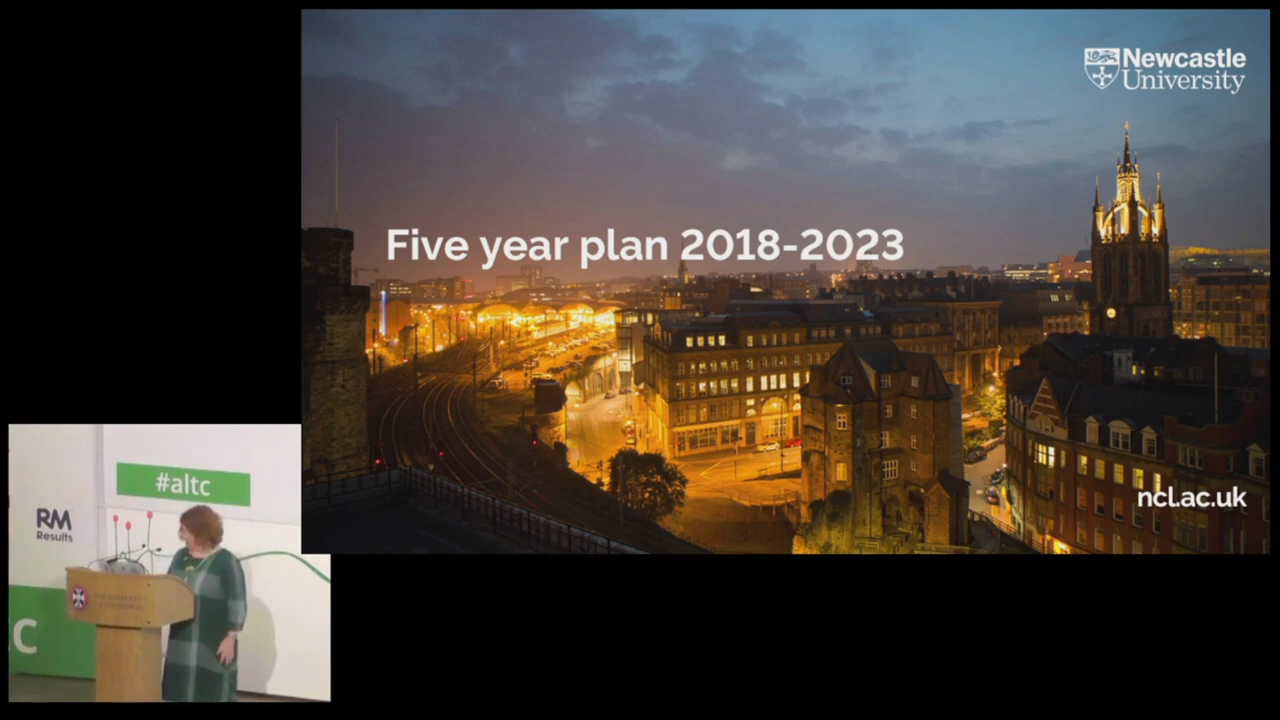 Newcastle
University
Five year plan 2018-2023
ncl.ac.uk
#altc
RM
Results
C